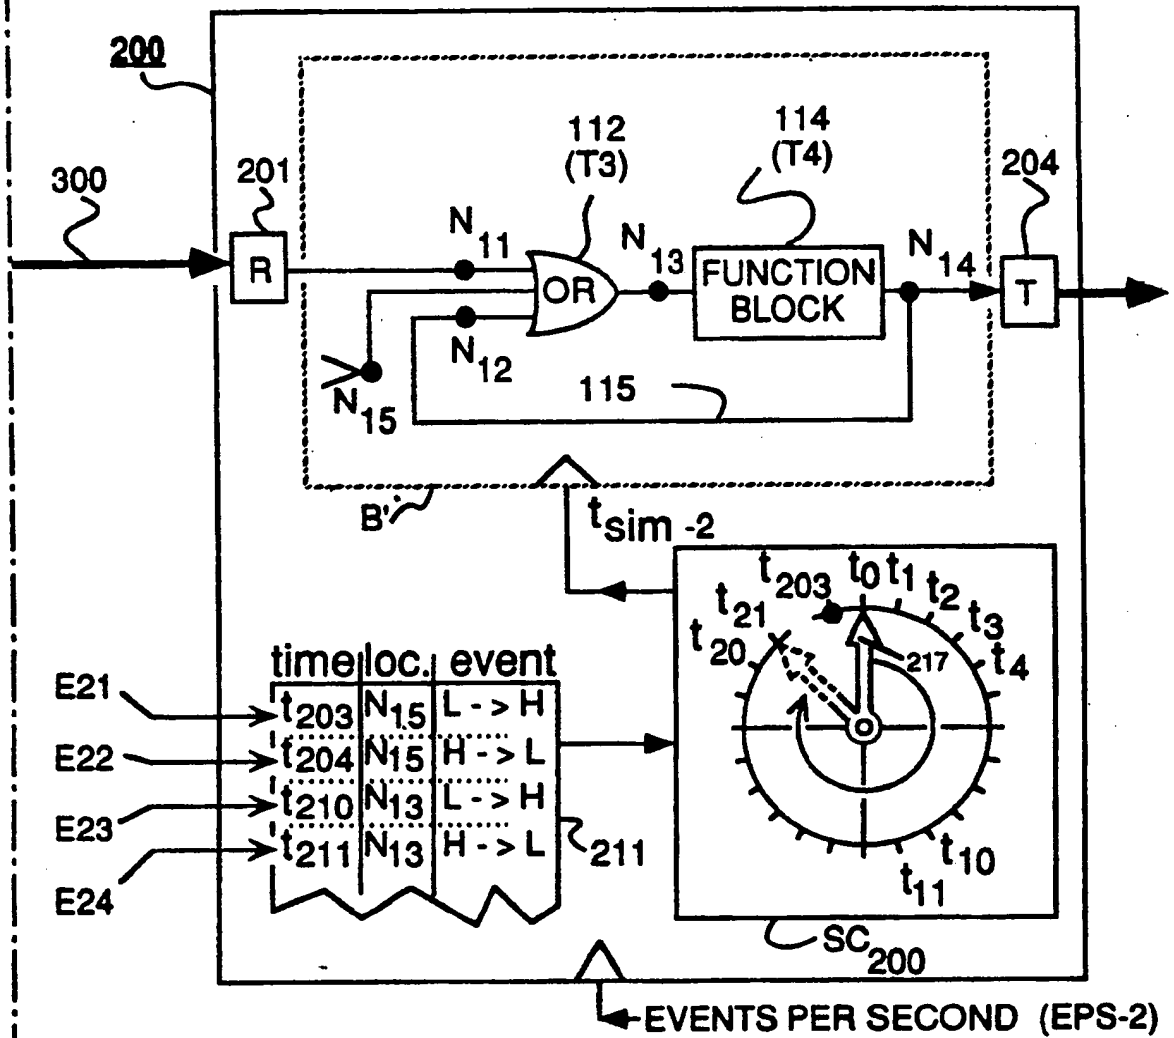 200
112
(T3)
114
(T4)
300
201
204
R
N11
N13
N14
OR
FUNCTION
BLOCK
T
N12
N15
115
B'
tsim -2
t203
t0
t1
t2
t3
t4
t21
t20
217
t10
t11
SC200
time loc. event
E21
t203 N15 L -> H
E22
t204 N15 H -> L
E23
t210 N13 L -> H
E24
t211 N13 H -> L
211
EVENTS PER SECOND (EPS-2)